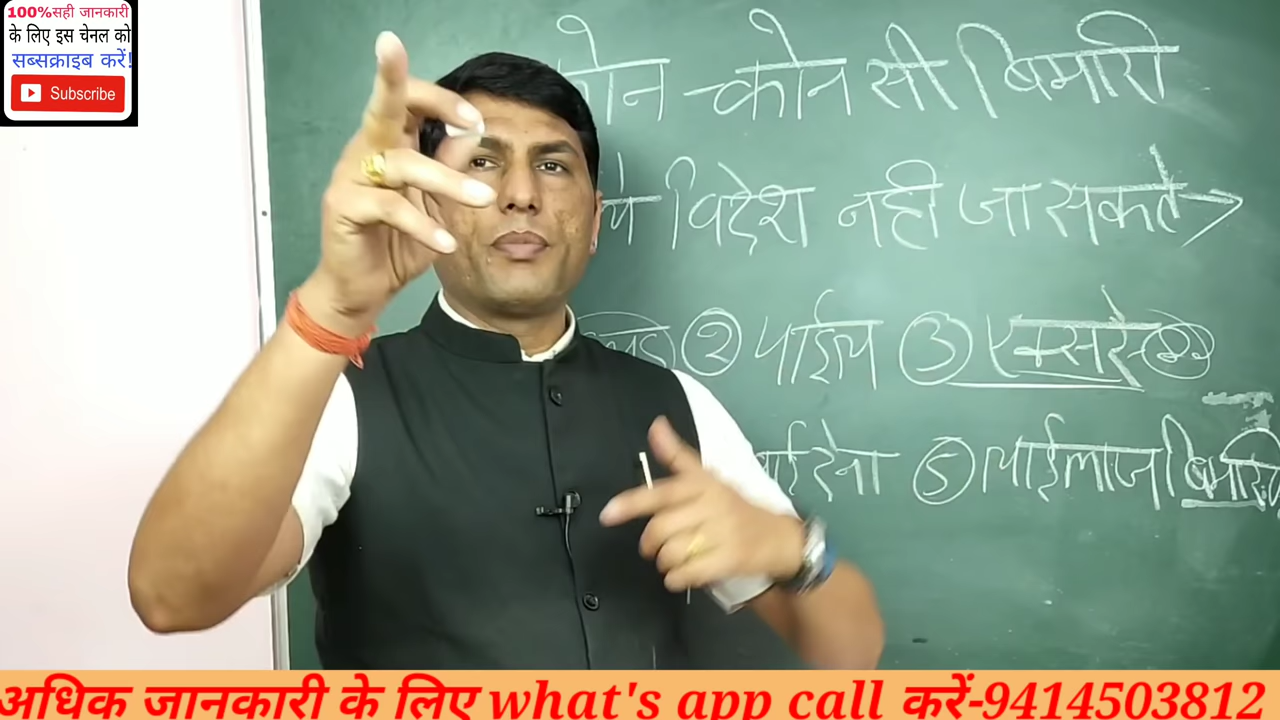 100%सही जानकारी
के लिए इस चेनल को
सब्सक्राइब करें!
Subscribe
कोन-कोन सी बिमारी
विदेश नही जा सकते
② पाईल्प ③ एक्सरे
⑤ लाईलाज बिमारी
अधिक जानकारी के लिए what's app call करें-9414503812